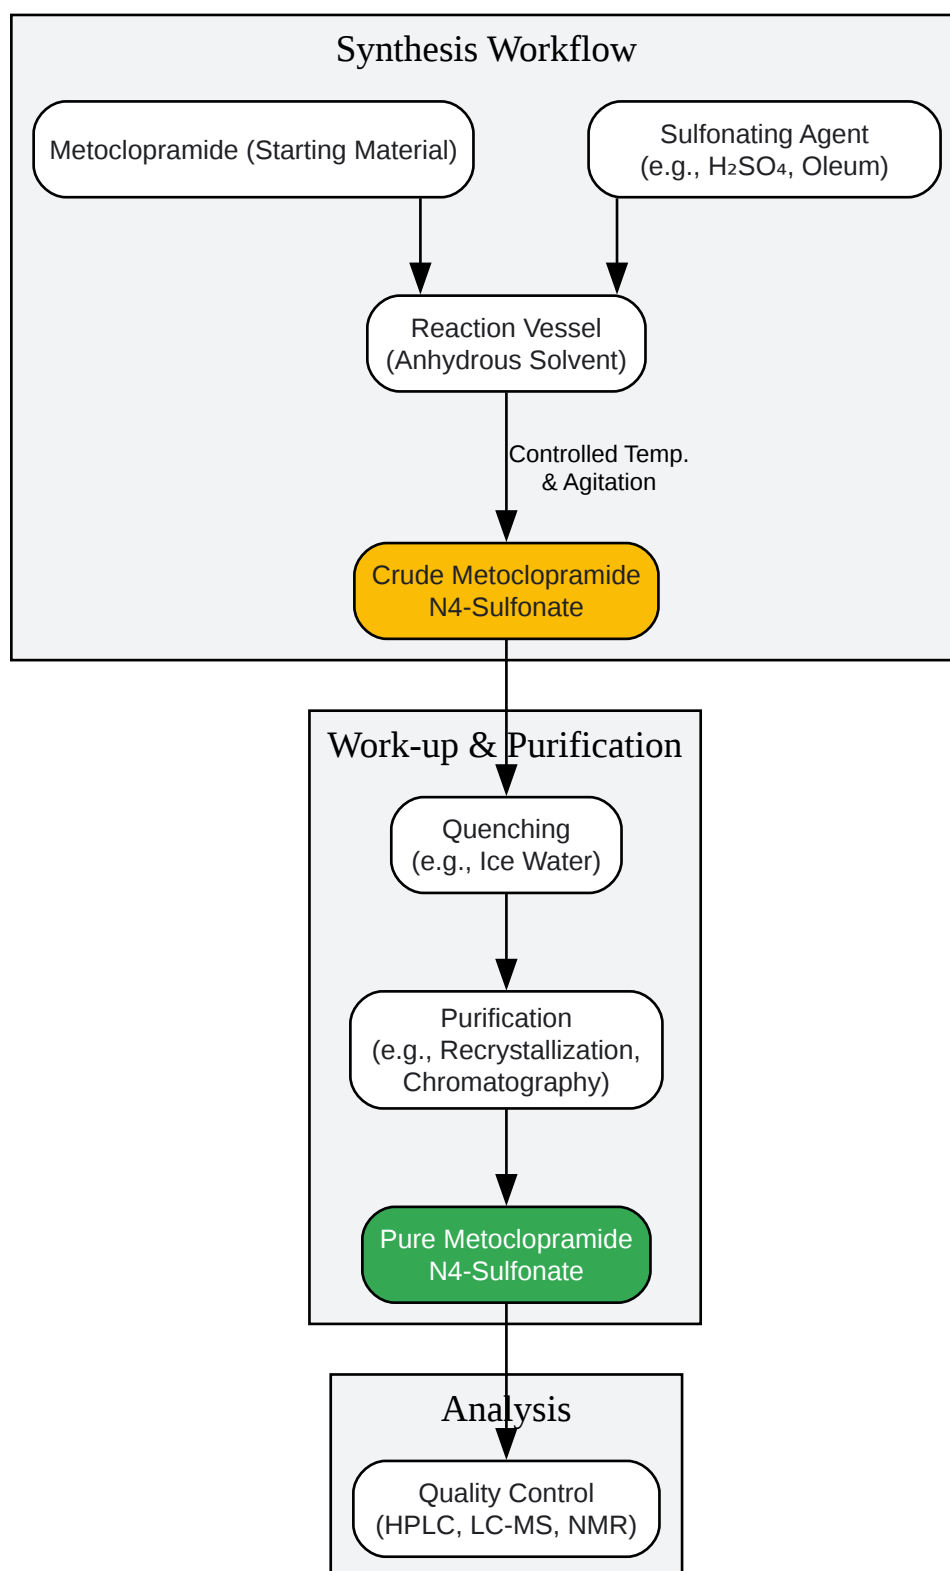 Synthesis Workflow
Metoclopramide (Starting Material)
Sulfonating Agent
(e.g., H₂SO₄, Oleum)
Reaction Vessel
(Anhydrous Solvent)
Controlled Temp.
& Agitation
Crude Metoclopramide
N4-Sulfonate
Work-up & Purification
Quenching
(e.g., Ice Water)
Purification
(e.g., Recrystallization,
Chromatography)
Pure Metoclopramide
N4-Sulfonate
Analysis
Quality Control
(HPLC, LC-MS, NMR)